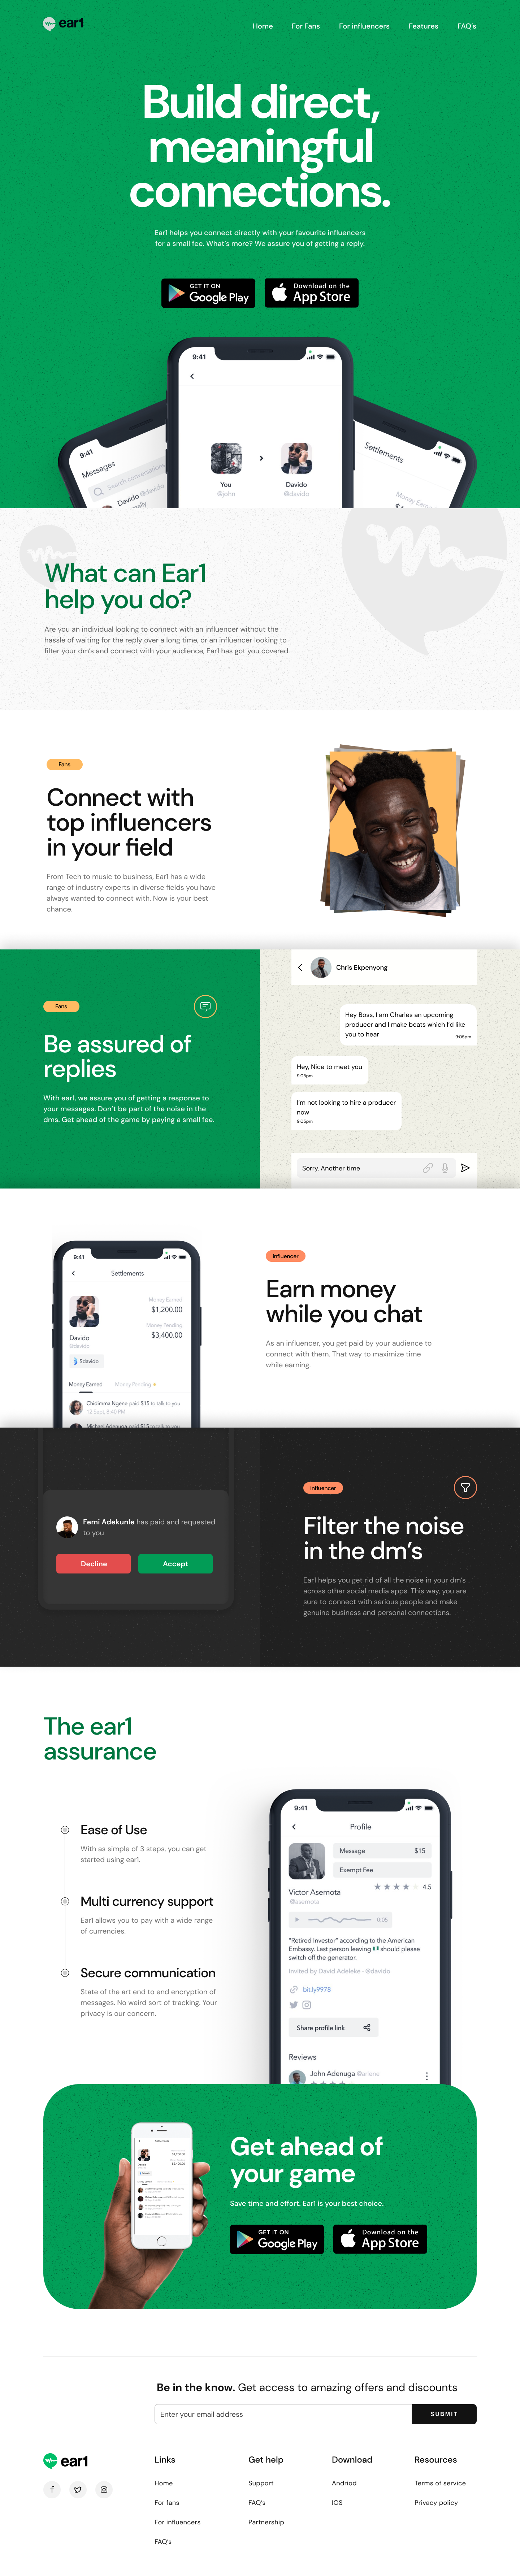 ear1
Home
For Fans
For influencers
Features
FAQ's
Build direct,
meaningful
connections.
Ear1 helps you connect directly with your favourite influencers
for a small fee. What's more? We assure you of getting a reply.
GET IT ON
Google Play
Download on the
App Store
9:41
9:41
Messages
Search conversations
Davido @davido
You
@john
Davido
@davido
Settlements
Money Earned
What can Ear1
help you do?
Are you an individual looking to connect with an influencer without the
hassle of waiting for the reply over a long time, or an influencer looking to
filter your dm's and connect with your audience, Ear1 has got you covered.
Fans
Connect with
top influencers
in your field
From Tech to music to business, Ear1 has a wide
range of industry experts in diverse fields you have
always wanted to connect with. Now is your best
chance.
Fans
Be assured of
replies
With ear1, we assure you of getting a response to
your messages. Don't be part of the noise in the
dms. Get ahead of the game by paying a small fee.
Chris Ekpenyong
Hey Boss, I am Charles an upcoming
producer and I make beats which I'd like
you to hear
9:05pm
Hey, Nice to meet you
9:05pm
I'm not looking to hire a producer
now
9:05pm
Sorry. Another time
9:41
Settlements
Money Earned
$1,200.00
Money Pending
$3,400.00
Davido
@davido
$davido
Money Earned
Money Pending
Chidimma Ngene paid $15 to talk to you
12 Sept, 6:40 PM
Michael Adenuga paid $15 to talk to you
influencer
Earn money
while you chat
As an influencer, you get paid by your audience to
connect with them. That way to maximize time
while earning.
Femi Adekunle has paid and requested
to you
Decline
Accept
influencer
Filter the noise
in the dm's
Ear1 helps you get rid of all the noise in your dm's
across other social media apps. This way, you are
sure to connect with serious people and make
genuine business and personal connections.
The ear1
assurance
Ease of Use
With as simple of 3 steps, you can get
started using ear1.
Multi currency support
Ear1 allows you to pay with a wide range
of currencies.
Secure communication
State of the art end to end encryption of
messages. No weird sort of tracking. Your
privacy is our concern.
9:41
Profile
Message
$15
Exempt Fee
4.5
Victor Asemota
@asemota
0:05
"Retired Investor" according to the American
Embassy. Last person leaving should please
switch off the generator.
Invited by David Adeleke - @davido
bit.ly9978
Share profile link
Reviews
John Adenuga @arlene
Get ahead of
your game
Save time and effort. Ear1 is your best choice.
GET IT ON
Google Play
Download on the
App Store
Be in the know. Get access to amazing offers and discounts
Enter your email address
SUBMIT
ear1
Links
Home
For fans
For influencers
FAQ's
Get help
Support
FAQ's
Partnership
Download
Andriod
IOS
Resources
Terms of service
Privacy policy